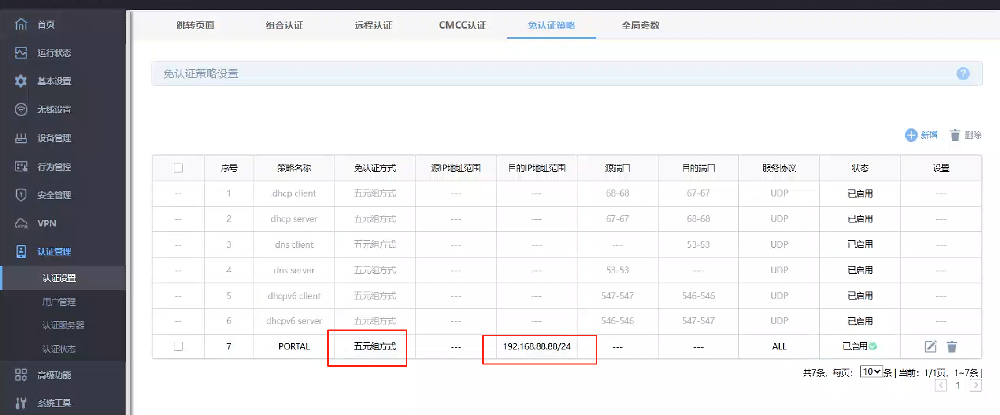 首页
运行状态
基本设置
无线设置
设备管理
行为管控
安全管理
VPN
认证管理
认证设置
用户管理
认证服务器
认证状态
高级功能
系统工具
跳转页面 组合认证 远程认证 CMCC认证 免认证策略 全局参数
免认证策略设置 ?
新增 删除
序号 策略名称 免认证方式 源IP地址范围 目的IP地址范围 源端口 目的端口 服务协议 状态 设置
-- 1 dhcp client 五元组方式 --- --- 68-68 67-67 UDP 已启用 ---
-- 2 dhcp server 五元组方式 --- --- 67-67 68-68 UDP 已启用 ---
-- 3 dns client 五元组方式 --- --- --- 53-53 UDP 已启用 ---
-- 4 dns server 五元组方式 --- --- 53-53 --- UDP 已启用 ---
-- 5 dhcpv6 client 五元组方式 --- --- 547-547 546-546 UDP 已启用 ---
-- 6 dhcpv6 server 五元组方式 --- --- 546-546 547-547 UDP 已启用 ---
7 PORTAL 五元组方式 --- 192.168.88.88/24 --- --- ALL 已启用
共7条，每页：10条 | 当前：1/1页，1~7条 |
< 1 >